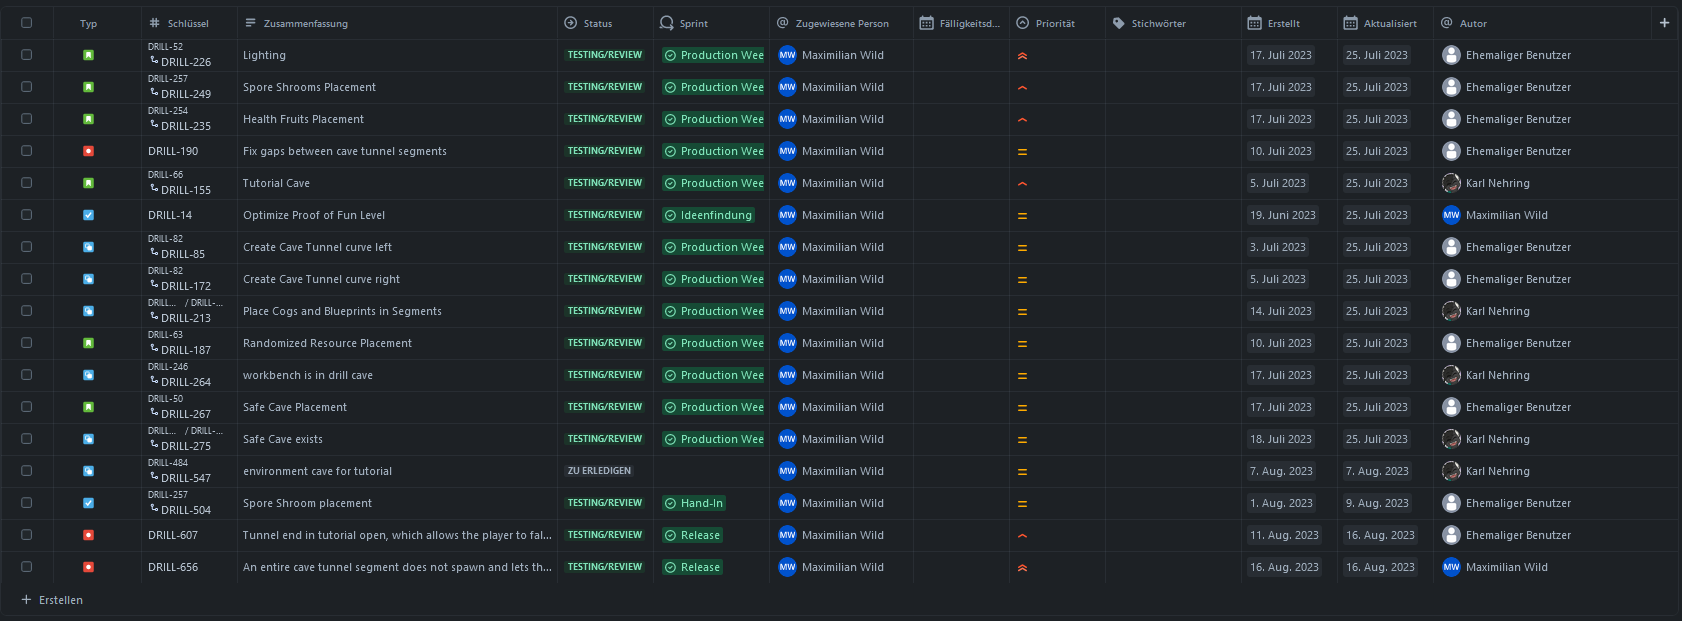 Typ Schlüssel Zusammenfassung Status Sprint Zugewiesene Person Fälligkeitsd... Priorität Stichwörter Erstellt Aktualisiert Autor
DRILL-52
DRILL-226 Lighting TESTING/REVIEW Production Wee MW Maximilian Wild 17. Juli 2023 25. Juli 2023 Ehemaliger Benutzer
DRILL-257
DRILL-249 Spore Shrooms Placement TESTING/REVIEW Production Wee MW Maximilian Wild 17. Juli 2023 25. Juli 2023 Ehemaliger Benutzer
DRILL-254
DRILL-235 Health Fruits Placement TESTING/REVIEW Production Wee MW Maximilian Wild 17. Juli 2023 25. Juli 2023 Ehemaliger Benutzer
DRILL-190 Fix gaps between cave tunnel segments TESTING/REVIEW Production Wee MW Maximilian Wild 10. Juli 2023 25. Juli 2023 Ehemaliger Benutzer
DRILL-66
DRILL-155 Tutorial Cave TESTING/REVIEW Production Wee MW Maximilian Wild 5. Juli 2023 25. Juli 2023 Karl Nehring
DRILL-14 Optimize Proof of Fun Level TESTING/REVIEW Ideenfindung MW Maximilian Wild 19. Juni 2023 25. Juli 2023 MW Maximilian Wild
DRILL-82
DRILL-85 Create Cave Tunnel curve left TESTING/REVIEW Production Wee MW Maximilian Wild 3. Juli 2023 25. Juli 2023 Ehemaliger Benutzer
DRILL-82
DRILL-172 Create Cave Tunnel curve right TESTING/REVIEW Production Wee MW Maximilian Wild 5. Juli 2023 25. Juli 2023 Ehemaliger Benutzer
DRILL... / DRILL-...
DRILL-213 Place Cogs and Blueprints in Segments TESTING/REVIEW Production Wee MW Maximilian Wild 14. Juli 2023 25. Juli 2023 Karl Nehring
DRILL-63
DRILL-187 Randomized Resource Placement TESTING/REVIEW Production Wee MW Maximilian Wild 10. Juli 2023 25. Juli 2023 Ehemaliger Benutzer
DRILL-246
DRILL-264 workbench is in drill cave TESTING/REVIEW Production Wee MW Maximilian Wild 17. Juli 2023 25. Juli 2023 Karl Nehring
DRILL-50
DRILL-267 Safe Cave Placement TESTING/REVIEW Production Wee MW Maximilian Wild 17. Juli 2023 25. Juli 2023 Ehemaliger Benutzer
DRILL... / DRILL-...
DRILL-275 Safe Cave exists TESTING/REVIEW Production Wee MW Maximilian Wild 18. Juli 2023 25. Juli 2023 Karl Nehring
DRILL-484
DRILL-547 environment cave for tutorial ZU ERLEDIGEN MW Maximilian Wild 7. Aug. 2023 7. Aug. 2023 Karl Nehring
DRILL-257
DRILL-504 Spore Shroom placement TESTING/REVIEW Hand-In MW Maximilian Wild 1. Aug. 2023 9. Aug. 2023 Ehemaliger Benutzer
DRILL-607 Tunnel end in tutorial open, which allows the player to fal... TESTING/REVIEW Release MW Maximilian Wild 11. Aug. 2023 16. Aug. 2023 Ehemaliger Benutzer
DRILL-656 An entire cave tunnel segment does not spawn and lets th... TESTING/REVIEW Release MW Maximilian Wild 16. Aug. 2023 16. Aug. 2023 MW Maximilian Wild
+ Erstellen